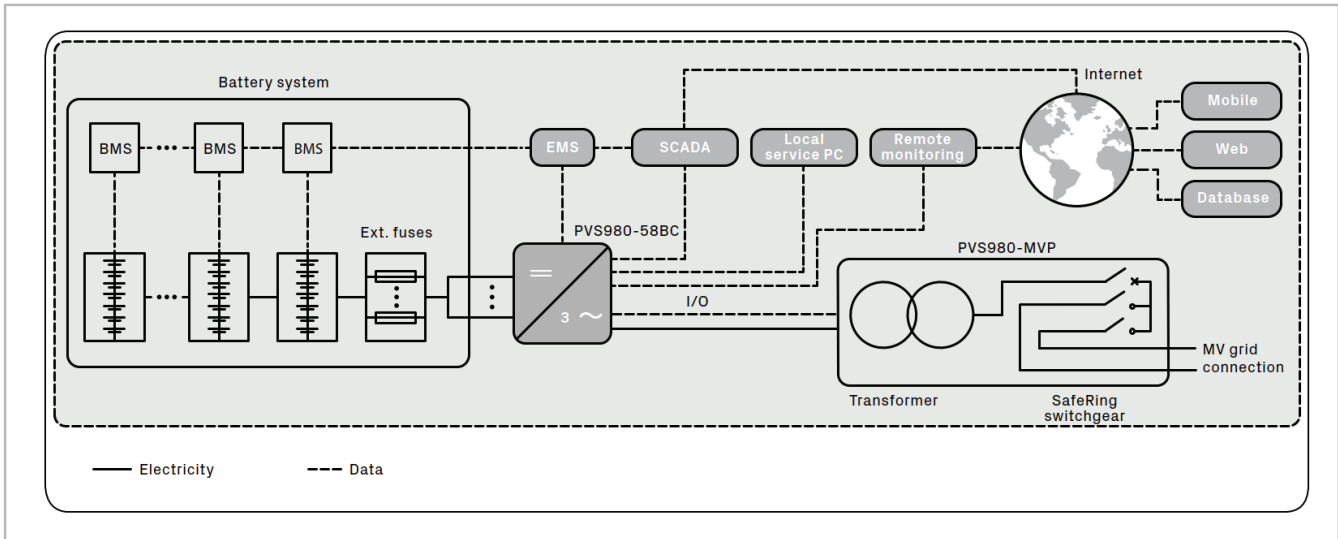 Battery system
Internet
BMS
BMS
BMS
EMS
SCADA
Local
service PC
Remote
monitoring
Mobile
Web
Database
Ext. fuses
PVS980-58BC
PVS980-MVP
I/O
3
MV grid
connection
Transformer
SafeRing
switchgear
Electricity
Data